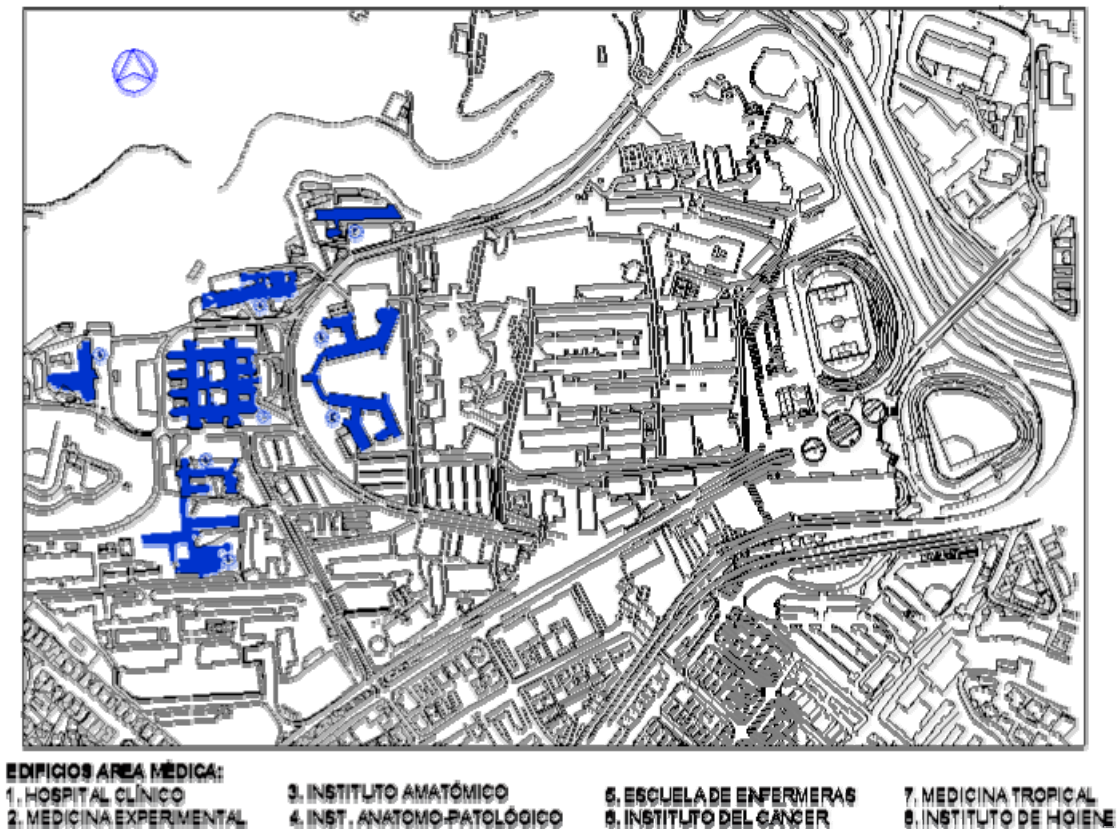 EDIFICIOS AREA MÉDICA:
1. HOSPITAL CLÍNICO
2. MEDICINA EXPERIMENTAL
3. INSTITUTO AMATÓMICO
4. INST. ANATOMO-PATOLÓGICO
5. ESCUELA DE ENFERMERAS
6. INSTITUTO DEL CÁNCER
7. MEDICINA TROPICAL
8. INSTITUTO DE HIGIENE